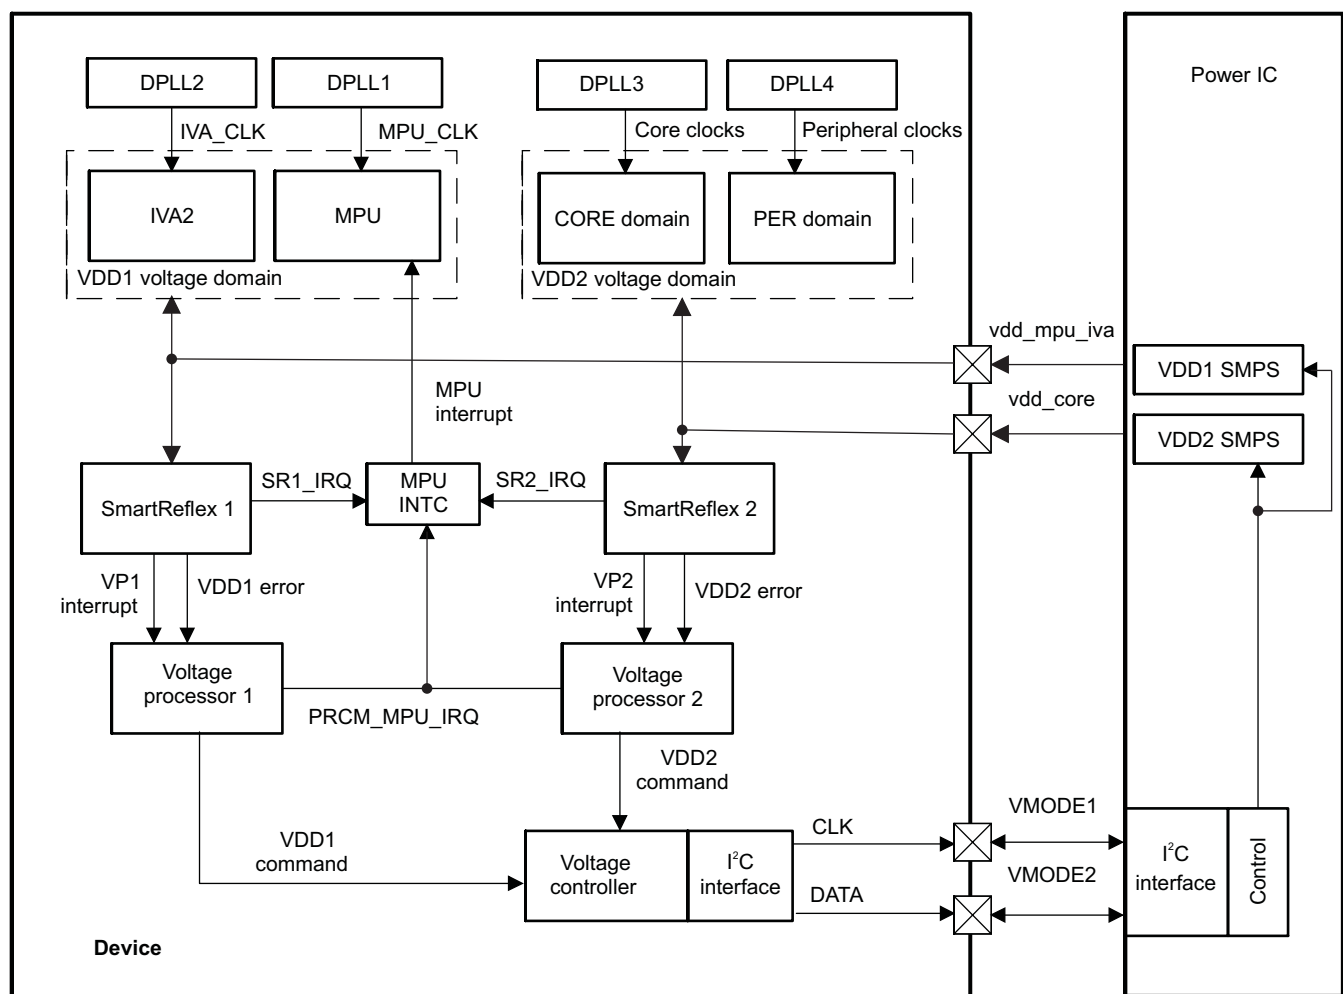 DPLL2
DPLL1
DPLL3
DPLL4
Power IC
IVA_CLK
MPU_CLK
Core clocks
Peripheral clocks
IVA2
MPU
CORE domain
PER domain
VDD1 voltage domain
VDD2 voltage domain
vdd_mpu_iva
VDD1 SMPS
MPU
interrupt
vdd_core
VDD2 SMPS
SmartReflex 1
SR1_IRQ
MPU
INTC
SR2_IRQ
SmartReflex 2
VP1
interrupt
VDD1 error
VP2
interrupt
VDD2 error
Voltage
processor 1
PRCM_MPU_IRQ
Voltage
processor 2
VDD2
command
VDD1
command
Voltage
controller
I²C
interface
CLK
DATA
VMODE1
VMODE2
I²C
interface
Control
Device